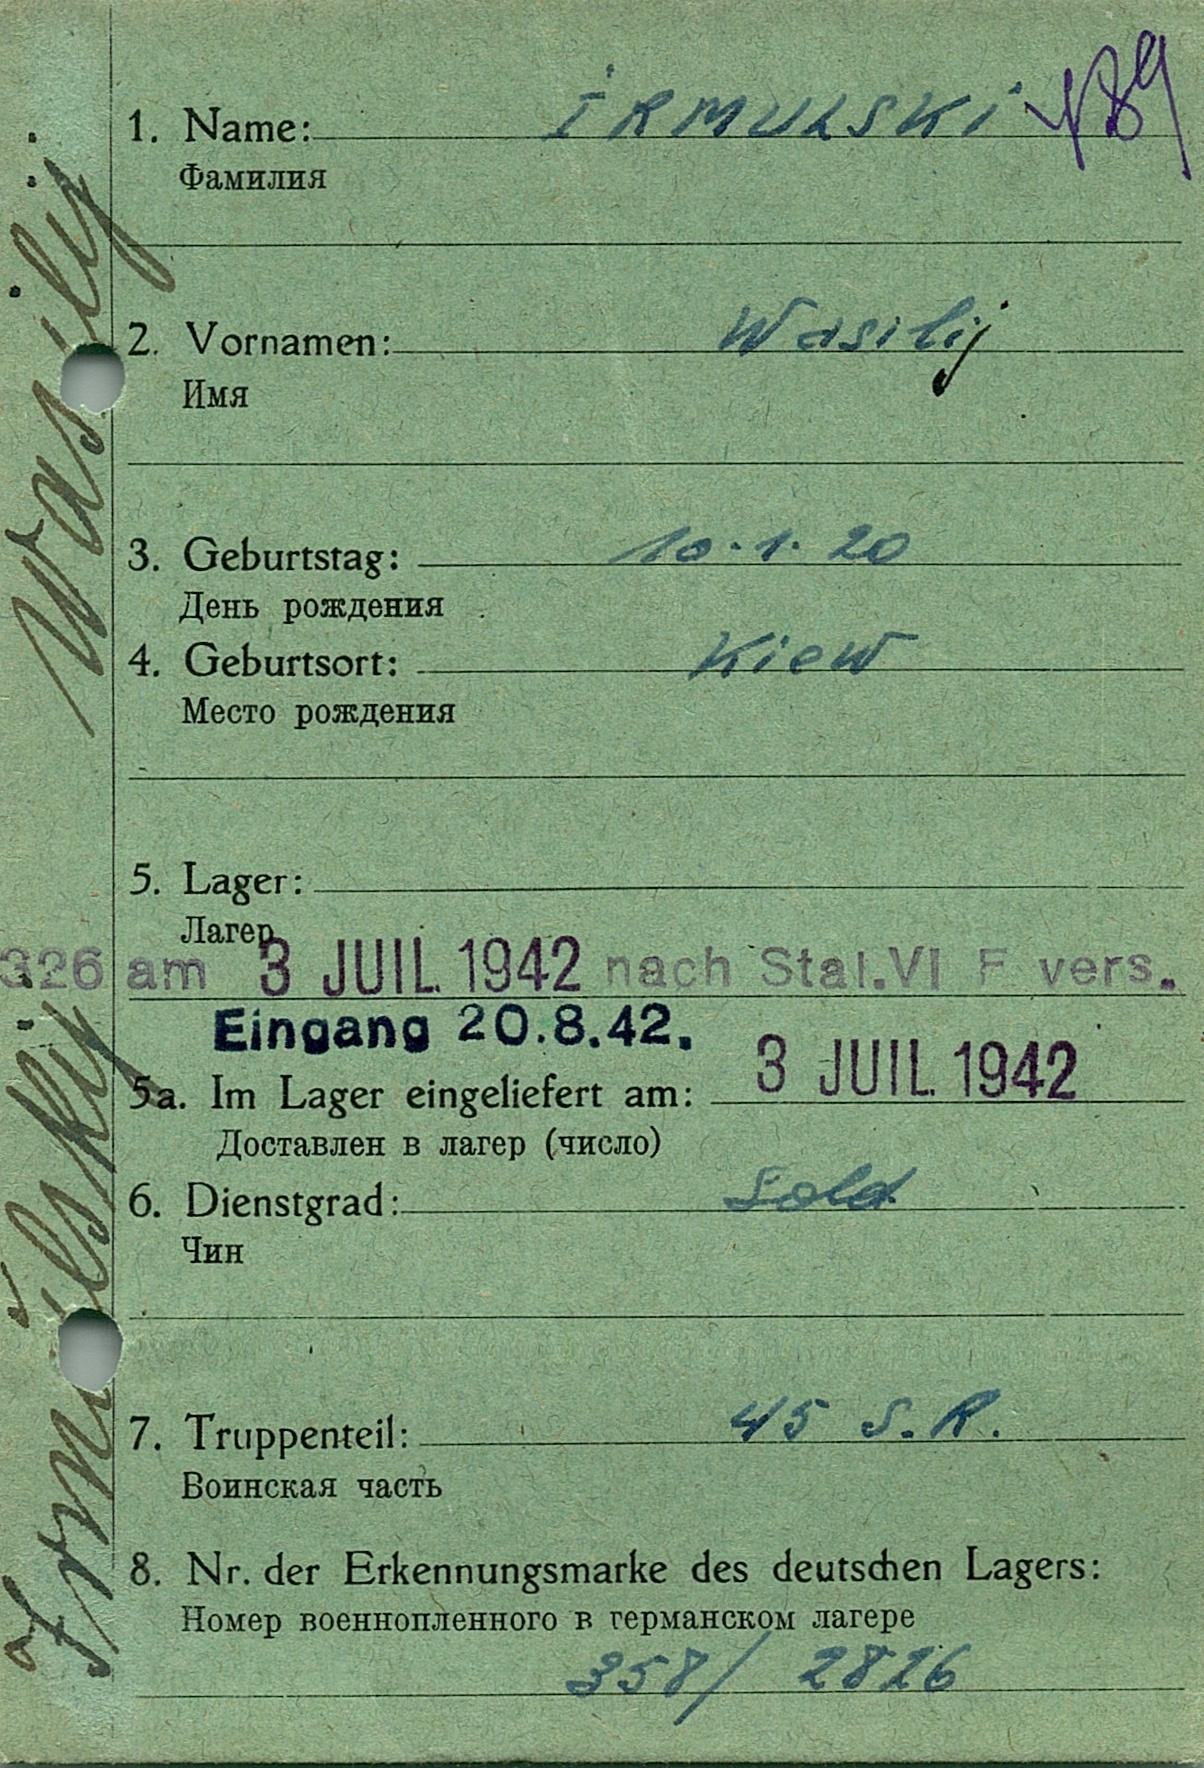 1. Name: IRMULSKI 489
Фамилия
2. Vornamen: Wasilij
Имя
3. Geburtstag: 10.1.20
День рождения
4. Geburtsort: Kiew
Место рождения
5. Lager:
Лагер
326 am 3 JUIL. 1942 nach Stal.VI F vers.
Eingang 20.8.42.
5a. Im Lager eingeliefert am: 3 JUIL. 1942
Доставлен в лагер (число)
6. Dienstgrad: Sold.
Чин
7. Truppenteil: 45 S.R.
Воинская часть
8. Nr. der Erkennungsmarke des deutschen Lagers:
Номер военнопленного в германском лагере
358/ 2826
Irmulskij Wassilij